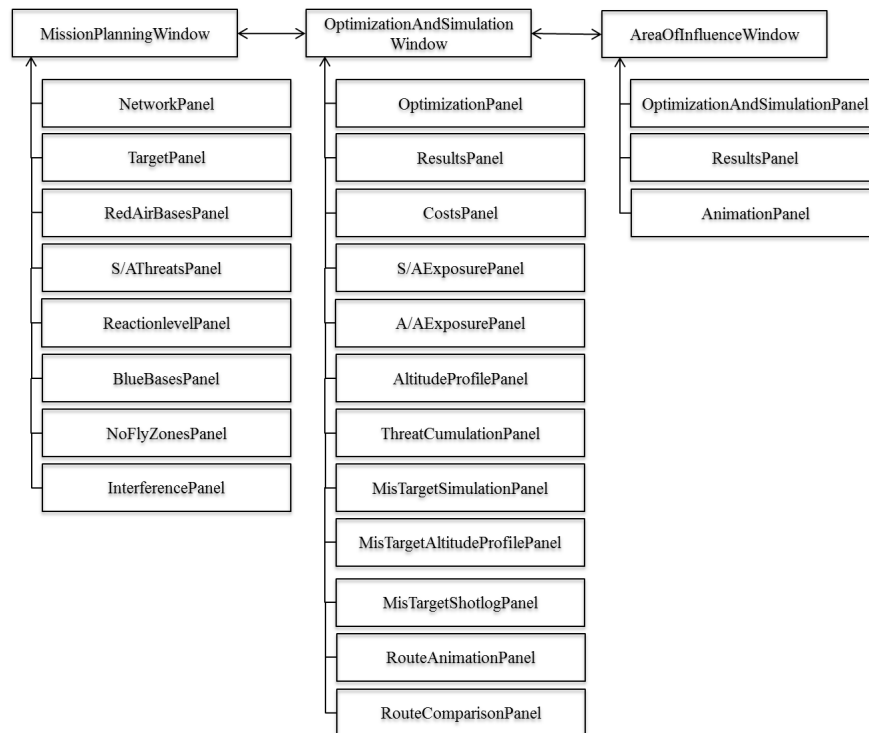 MissionPlanningWindow
OptimizationAndSimulation
Window
AreaOfInfluenceWindow
NetworkPanel
TargetPanel
RedAirBasesPanel
S/AThreatsPanel
ReactionlevelPanel
BlueBasesPanel
NoFlyZonesPanel
InterferencePanel
OptimizationPanel
ResultsPanel
CostsPanel
S/AExposurePanel
A/AExposurePanel
AltitudeProfilePanel
ThreatCumulationPanel
MisTargetSimulationPanel
MisTargetAltitudeProfilePanel
MisTargetShotlogPanel
RouteAnimationPanel
RouteComparisonPanel
OptimizationAndSimulationPanel
ResultsPanel
AnimationPanel